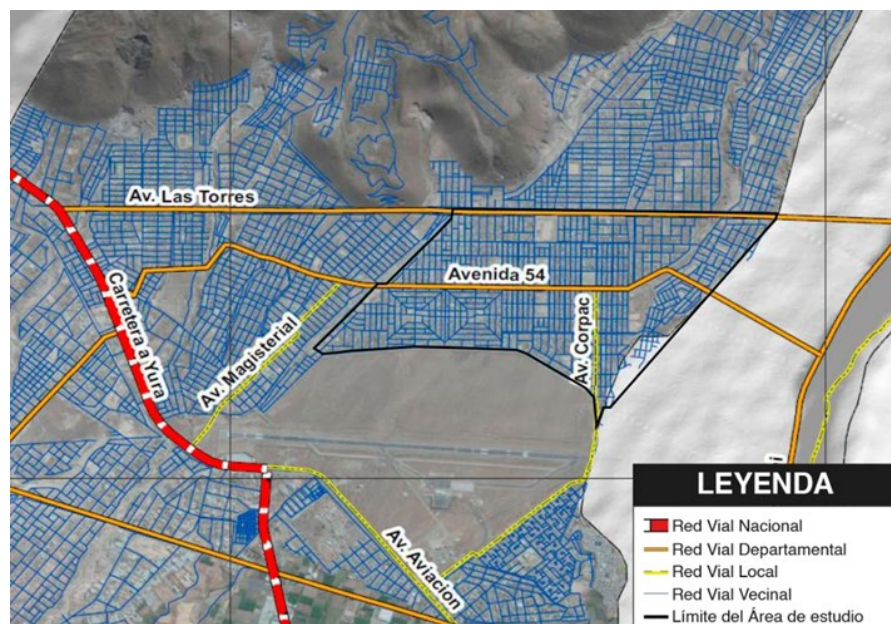 Av. Las Torres
Avenida 54
Carretera a Yura
Av. Magisterial
Av. Corpac
Av. Aviacíon
LEYENDA
Red Vial Nacional
Red Vial Departamental
Red Vial Local
Red Vial Vecinal
Límite del Área de estudio